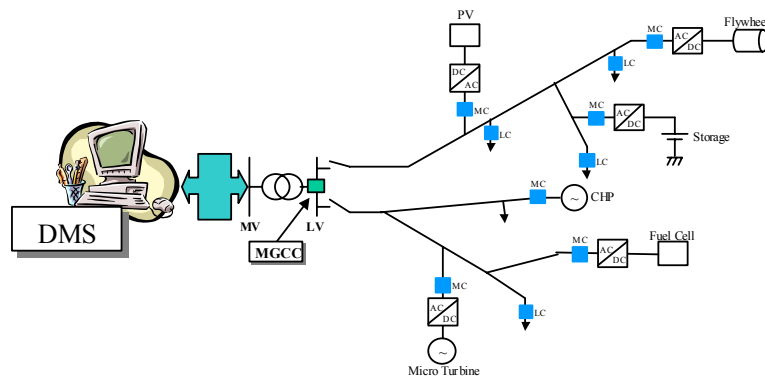 PV
Flywheel
MC
AC
DC
DC
AC
LC
MC
MC
AC
DC
LC
Storage
LC
MC
CHP
~
DMS
MV
LV
MGCC
Fuel Cell
MC
AC
DC
MC
AC
DC
LC
~
Micro Turbine